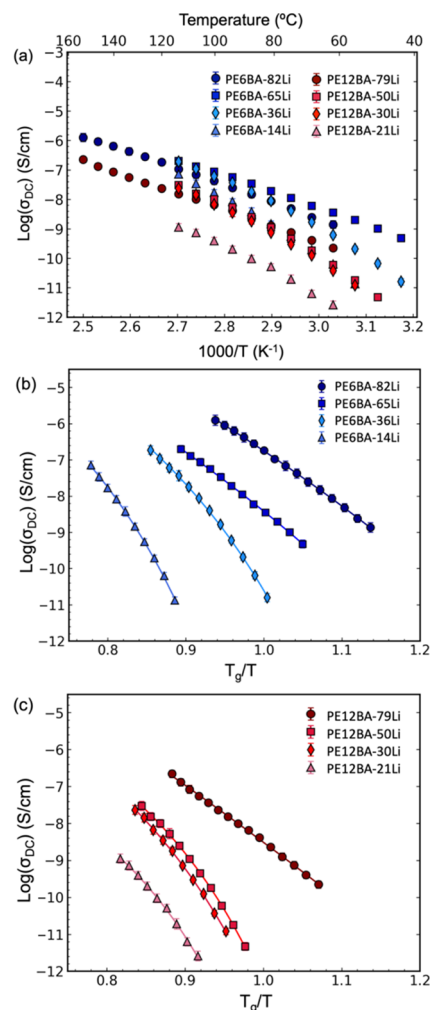 Temperature (ºC)
160 140 120 100 80 60 40
(a)
PE6BA-82Li PE12BA-79Li
PE6BA-65Li PE12BA-50Li
PE6BA-36Li PE12BA-30Li
PE6BA-14Li PE12BA-21Li
Log(σDC) (S/cm)
−3
−4
−5
−6
−7
−8
−9
−10
−11
−12
2.5 2.6 2.7 2.8 2.9 3.0 3.1 3.2
1000/T (K-1)
(b)
PE6BA-82Li
PE6BA-65Li
PE6BA-36Li
PE6BA-14Li
Log(σDC) (S/cm)
−5
−6
−7
−8
−9
−10
−11
−12
0.8 0.9 1.0 1.1 1.2
Tg/T
(c)
PE12BA-79Li
PE12BA-50Li
PE12BA-30Li
PE12BA-21Li
Log(σDC) (S/cm)
−5
−6
−7
−8
−9
−10
−11
−12
0.8 0.9 1.0 1.1 1.2
Tg/T